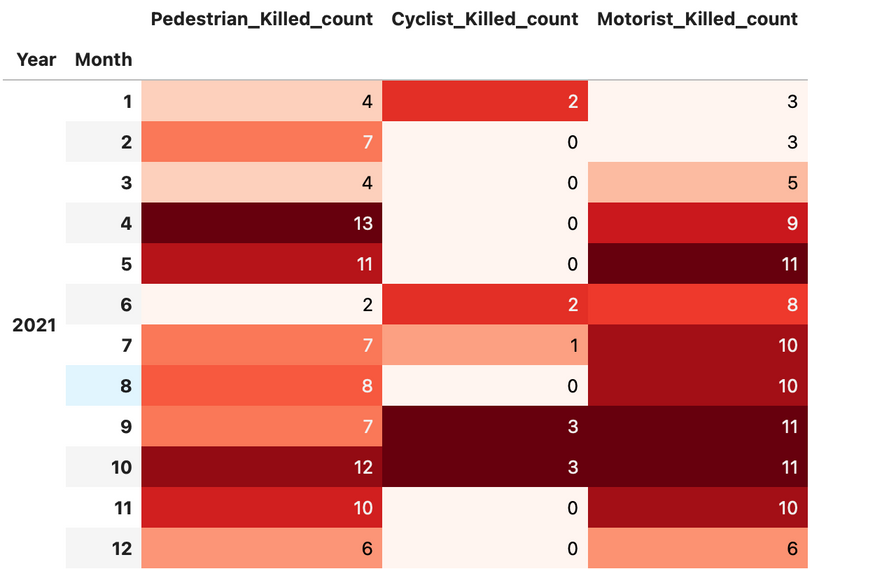 Pedestrian_Killed_count Cyclist_Killed_count Motorist_Killed_count
Year Month
1 4 2 3
2 7 0 3
3 4 0 5
4 13 0 9
5 11 0 11
6 2 2 8
2021
7 7 1 10
8 8 0 10
9 7 3 11
10 12 3 11
11 10 0 10
12 6 0 6